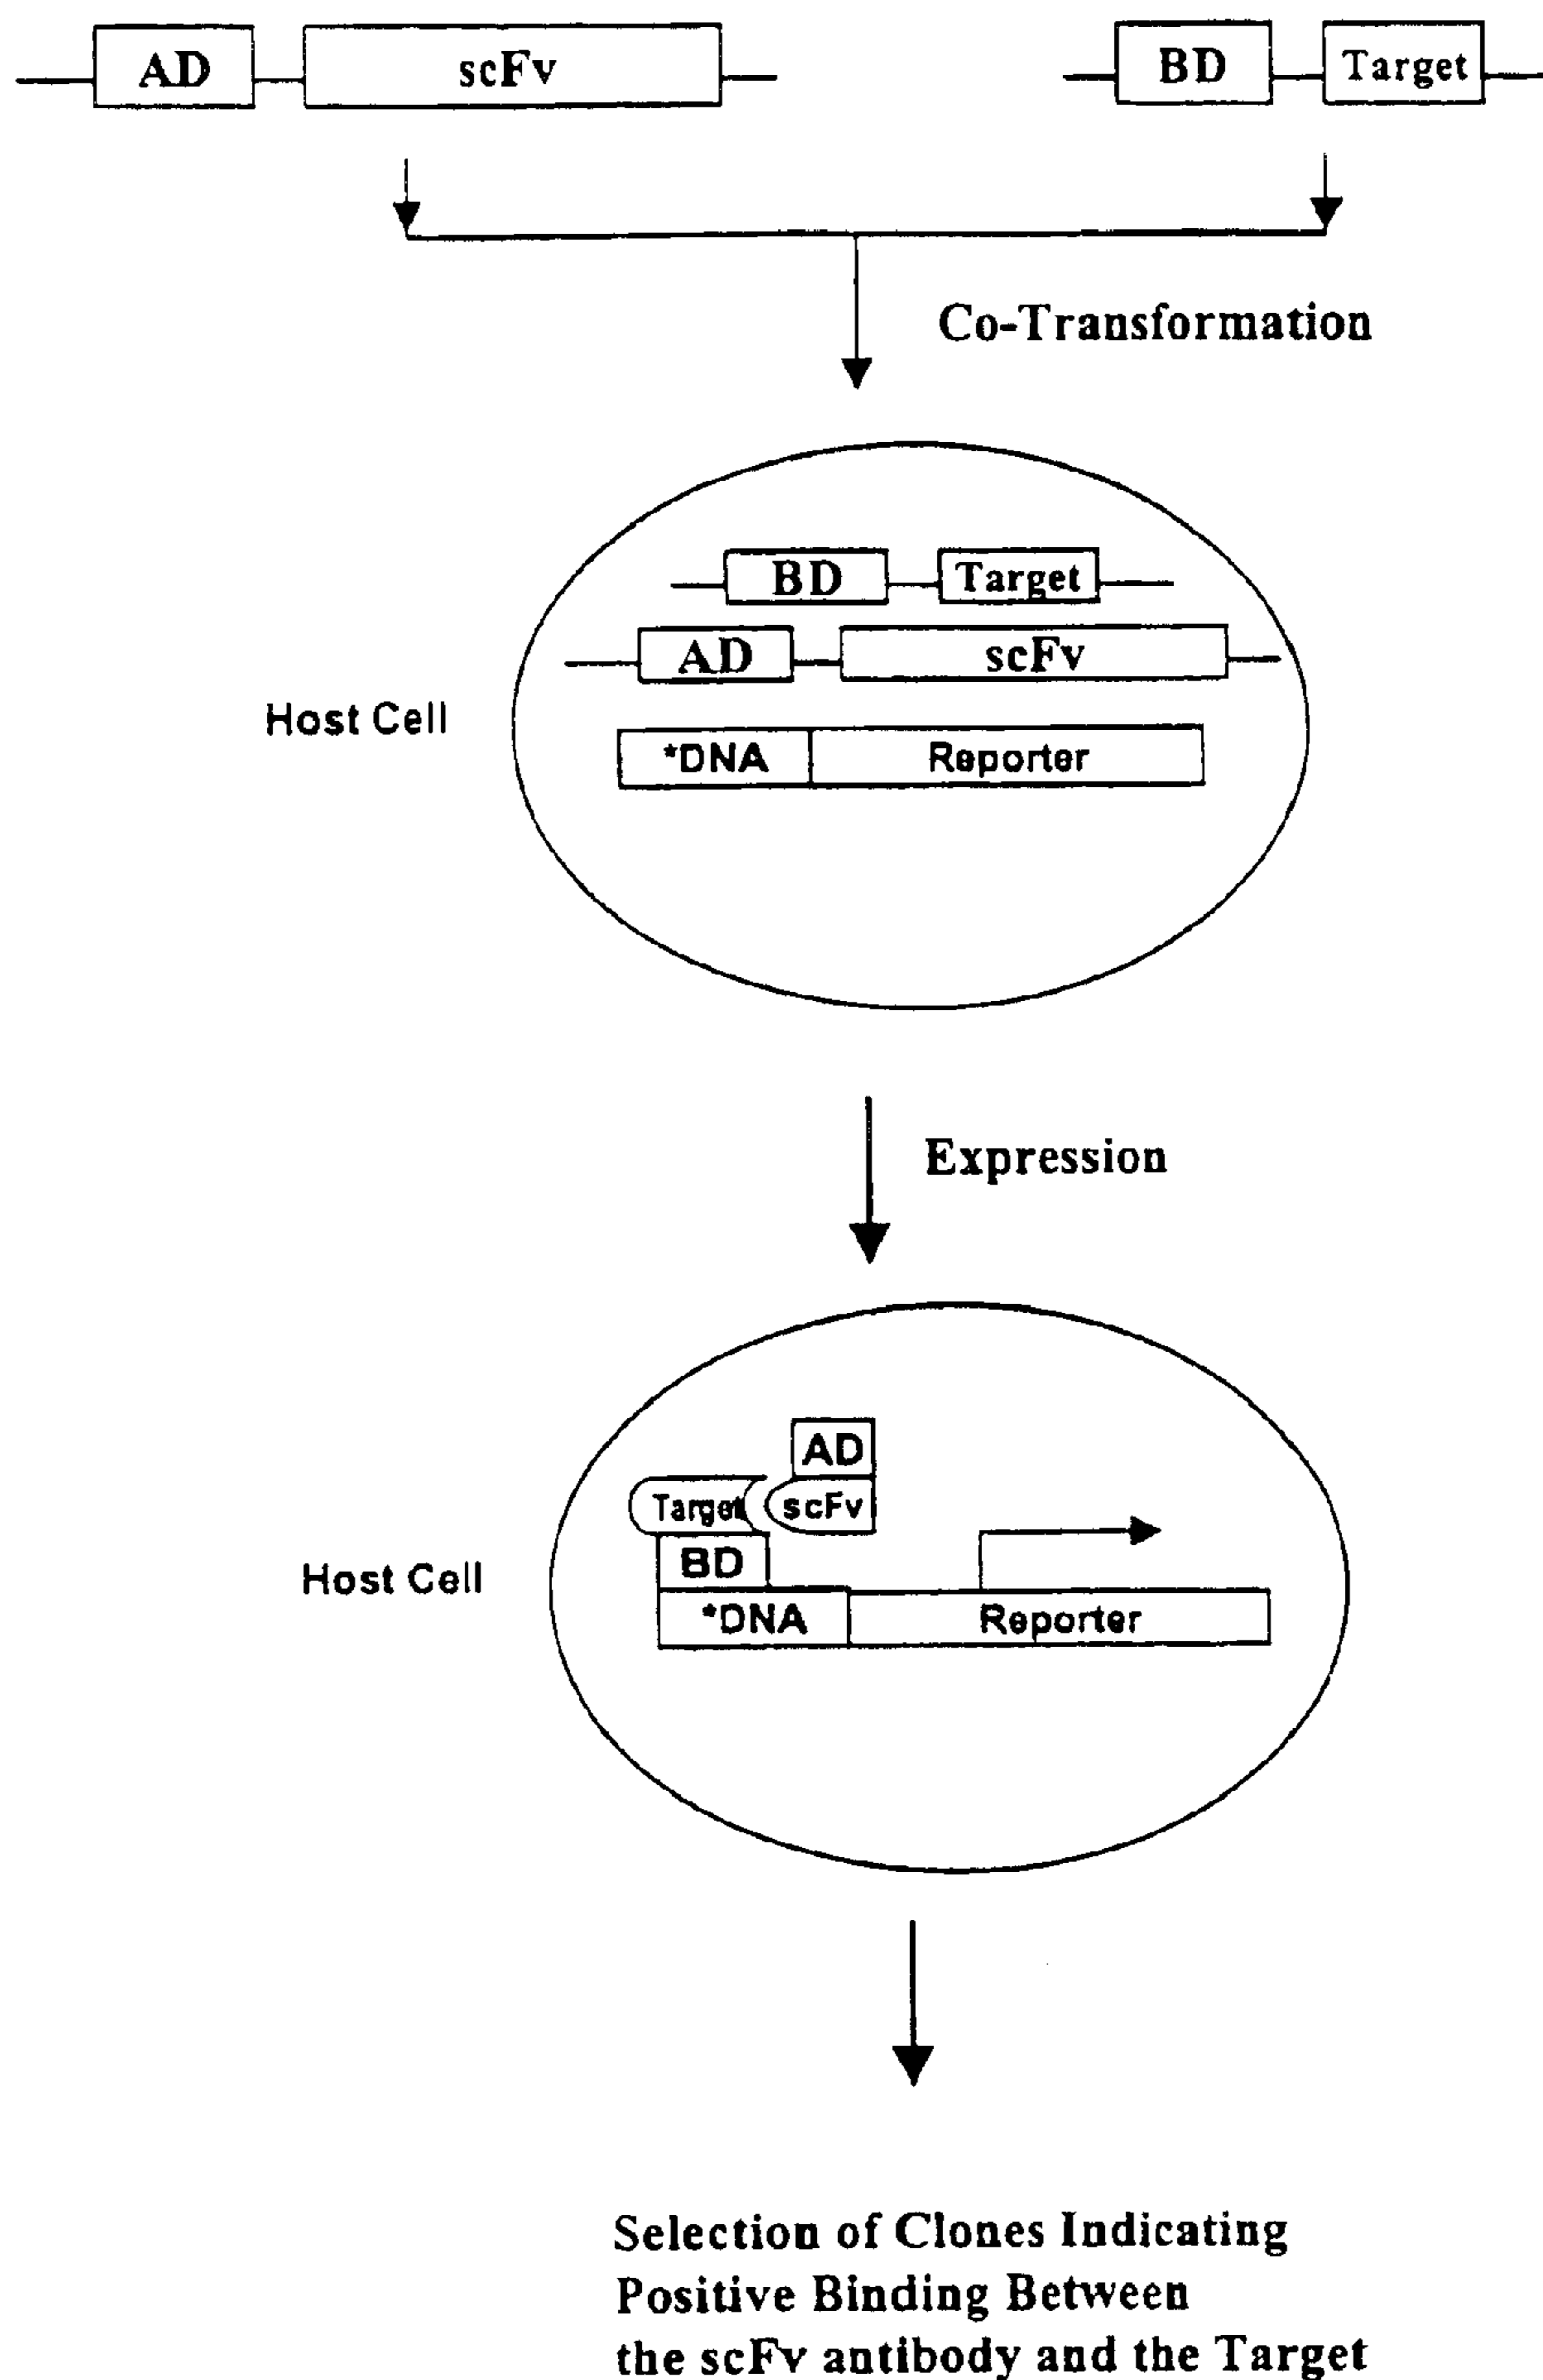 AD scFv BD Target
Co-Transformation
BD Target
AD scFv
Host Cell
*DNA Reporter
Expression
AD
Target scFv
BD
Host Cell
*DNA Reporter
Selection of Clones Indicating
Positive Binding Between
the scFv antibody and the Target